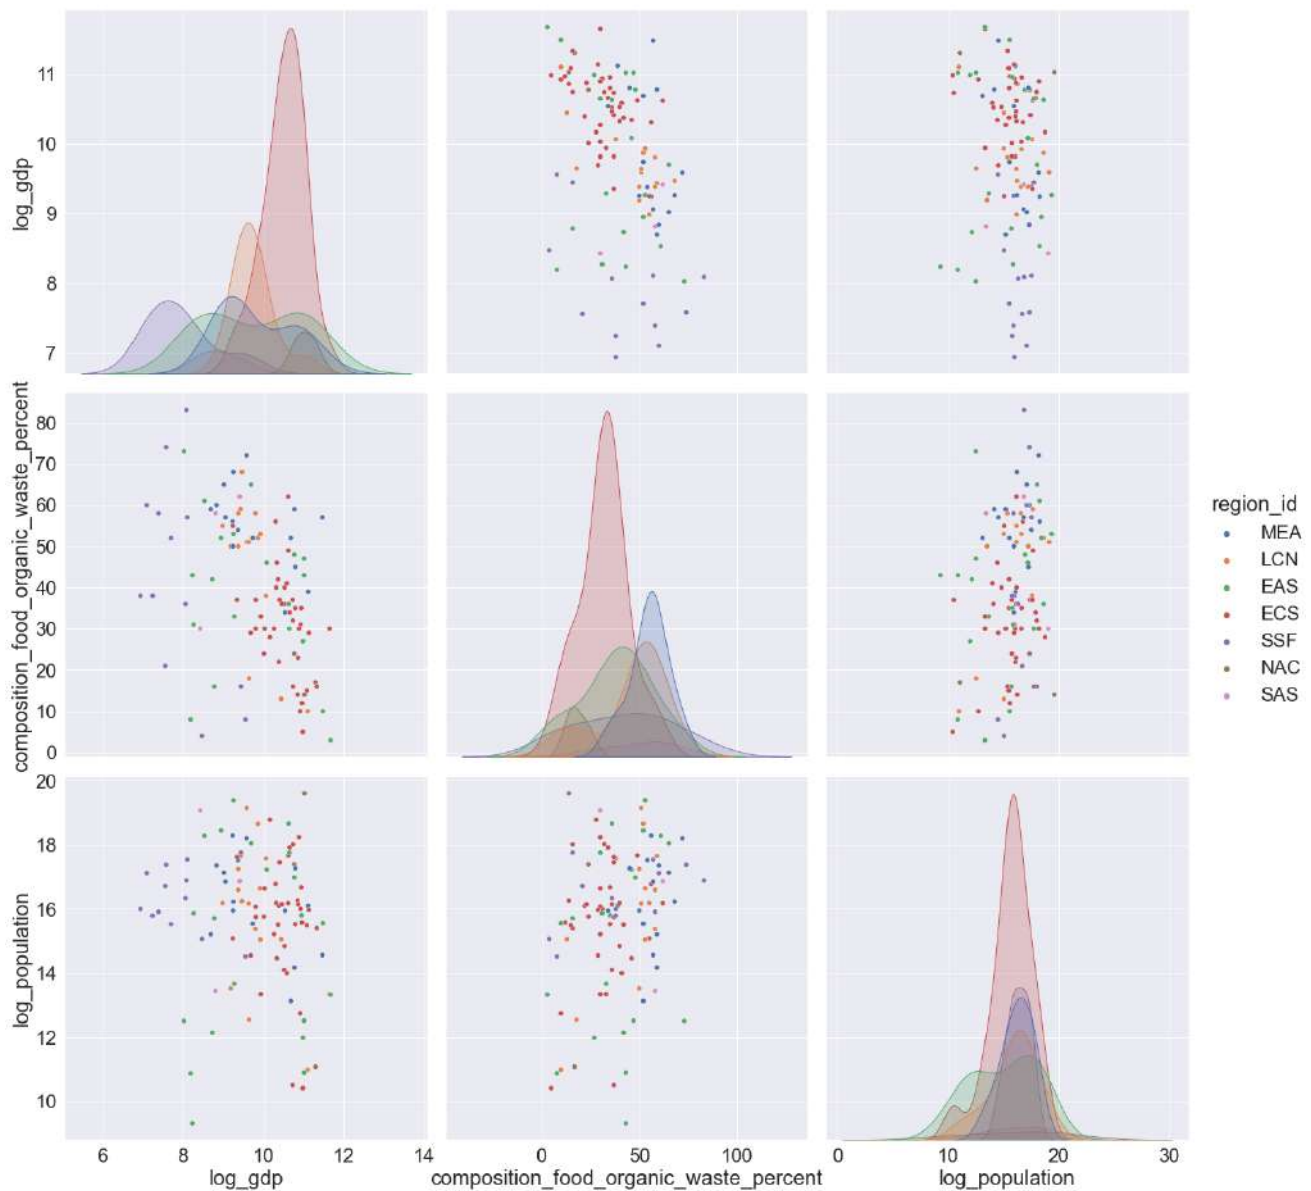 log_gdp
11
10
9
8
7
composition_food_organic_waste_percent
80
70
60
50
40
30
20
10
0
region_id
MEA
LCN
EAS
ECS
SSF
NAC
SAS
log_population
20
18
16
14
12
10
6 8 10 12 14
0 50 100
0 10 20 30
log_gdp
composition_food_organic_waste_percent
log_population